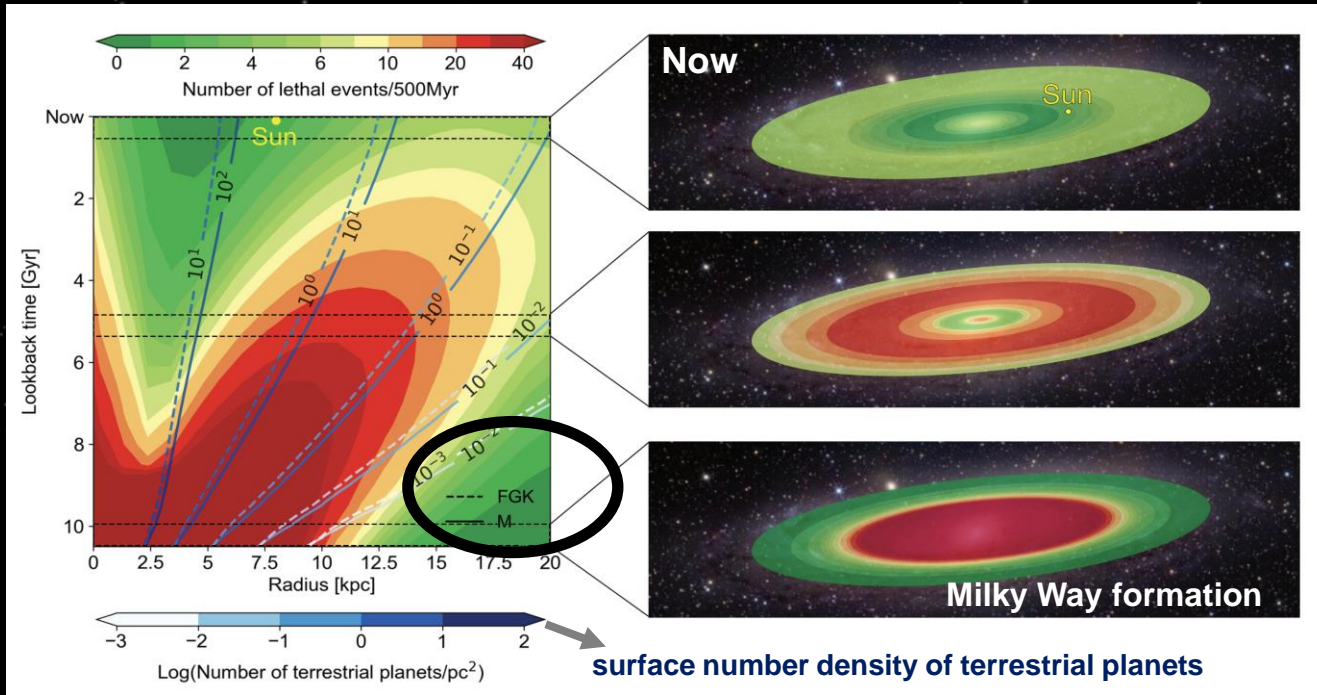 0 2 4 6 10 20 40
Number of lethal events/500Myr
Now
2
4
6
8
10
Lookback time [Gyr]
Sun
10²
10¹
10¹
10⁰
10⁻¹
10⁰
10⁻²
10⁻¹
10⁻²
10⁻³
FGK
M
0 2.5 5 7.5 10 12.5 15 17.5 20
Radius [kpc]
−3 −2 −1 0 1 2
Log(Number of terrestrial planets/pc²)
Now
Sun
Milky Way formation
surface number density of terrestrial planets